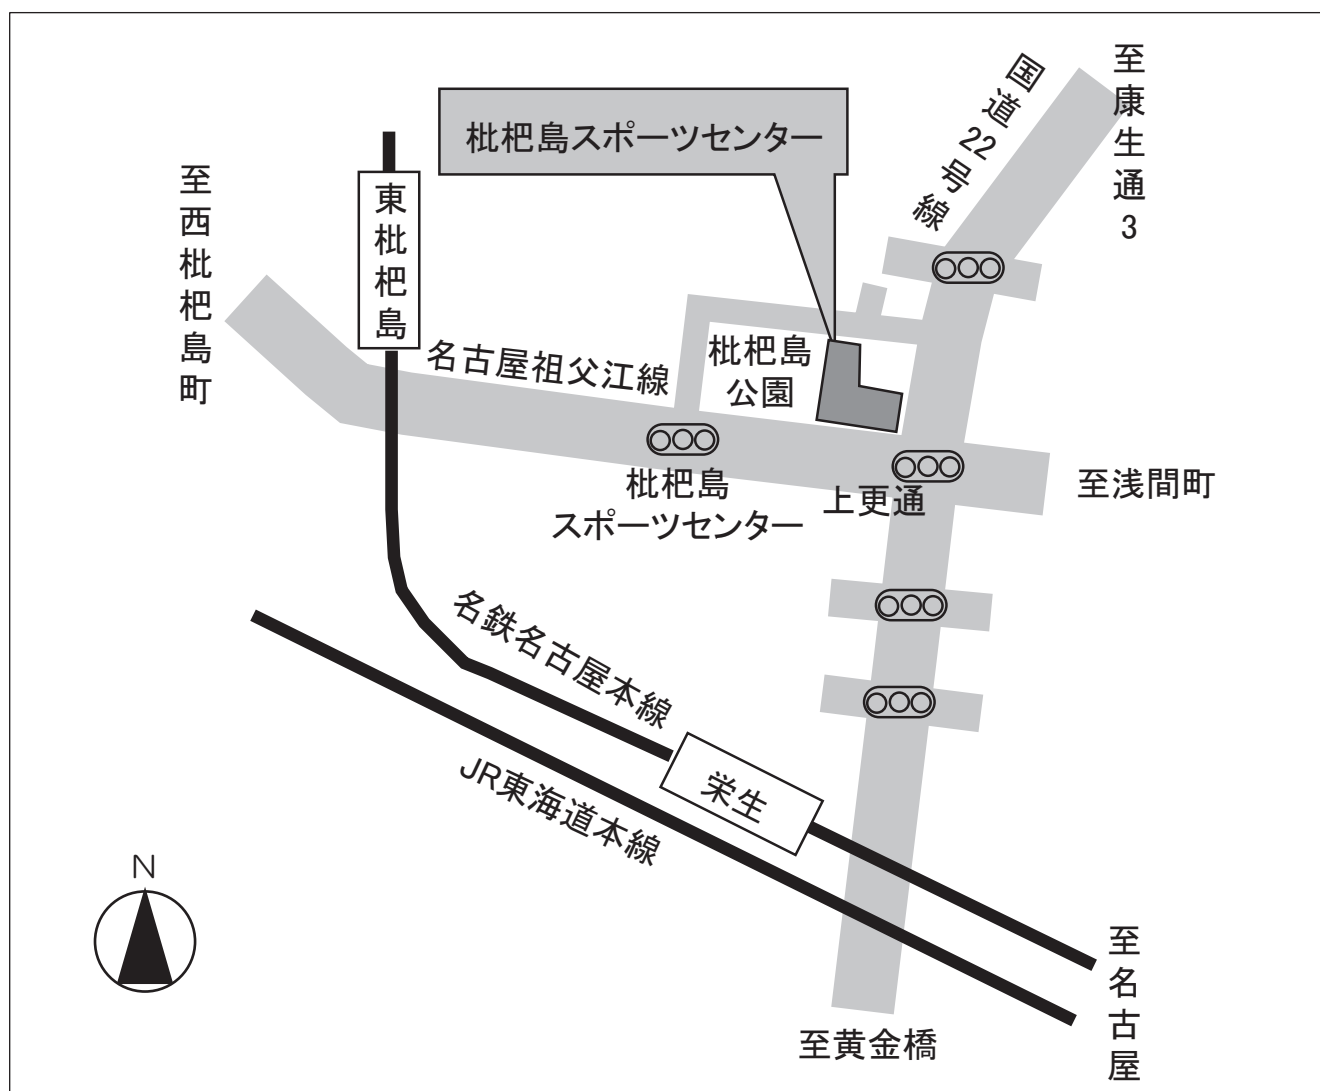 至康生通3
国道22号線
枇杷島スポーツセンター
至西枇杷島町
東枇杷島
名古屋祖父江線
枇杷島
公園
枇杷島
スポーツセンター
上更通
至浅間町
名鉄名古屋本線
JR東海道本線
栄生
N
至名古屋
至黄金橋